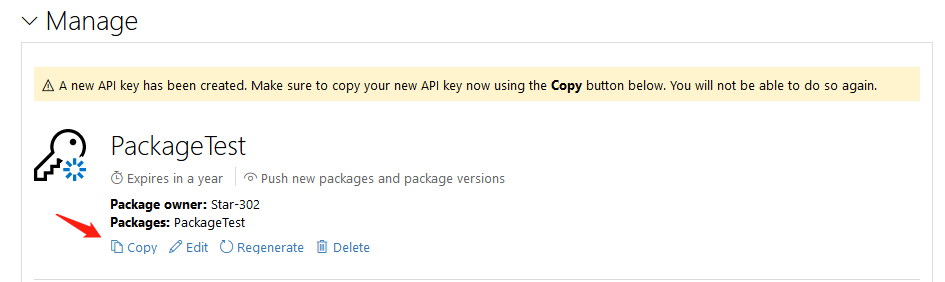 Manage
A new API key has been created. Make sure to copy your new API key now using the Copy button below. You will not be able to do so again.
PackageTest
Expires in a year Push new packages and package versions
Package owner: Star-302
Packages: PackageTest
Copy Edit Regenerate Delete